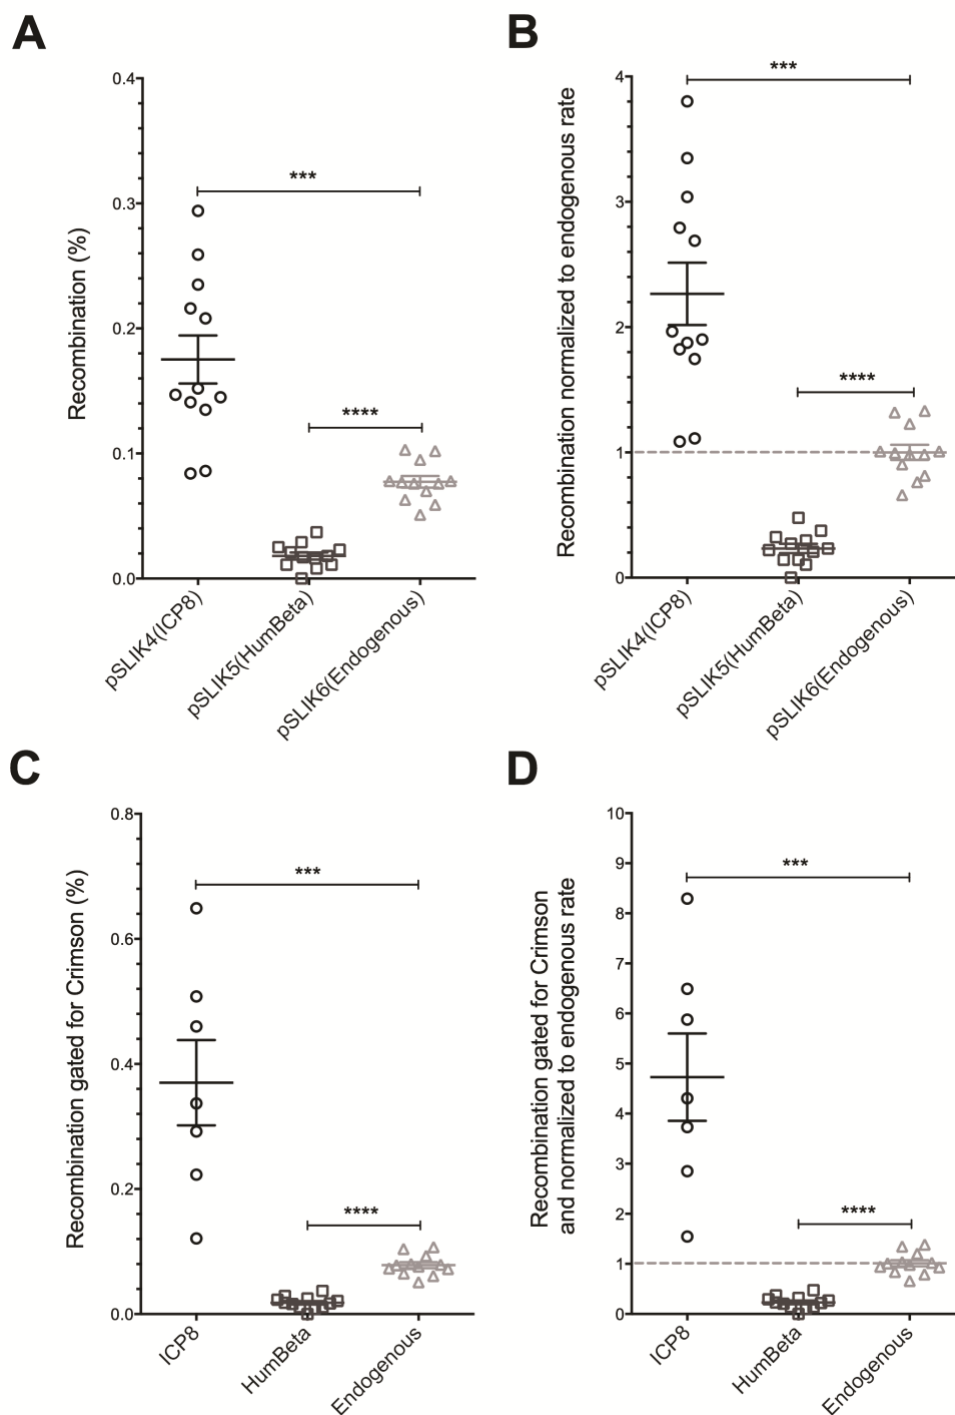 A
Recombination (%)
0.4
0.3
0.2
0.1
0.0
***
****
pSLIK4(ICP8)
pSLIK5(HumBeta)
pSLIK6(Endogenous)
B
Recombination normalized to endogenous rate
4
3
2
1
0
***
****
pSLIK4(ICP8)
pSLIK5(HumBeta)
pSLIK6(Endogenous)
C
Recombination gated for Crimson (%)
0.8
0.6
0.4
0.2
0.0
***
****
ICP8
HumBeta
Endogenous
D
Recombination gated for Crimson
and normalized to endogenous rate
10
9
8
7
6
5
4
3
2
1
0
***
****
ICP8
HumBeta
Endogenous